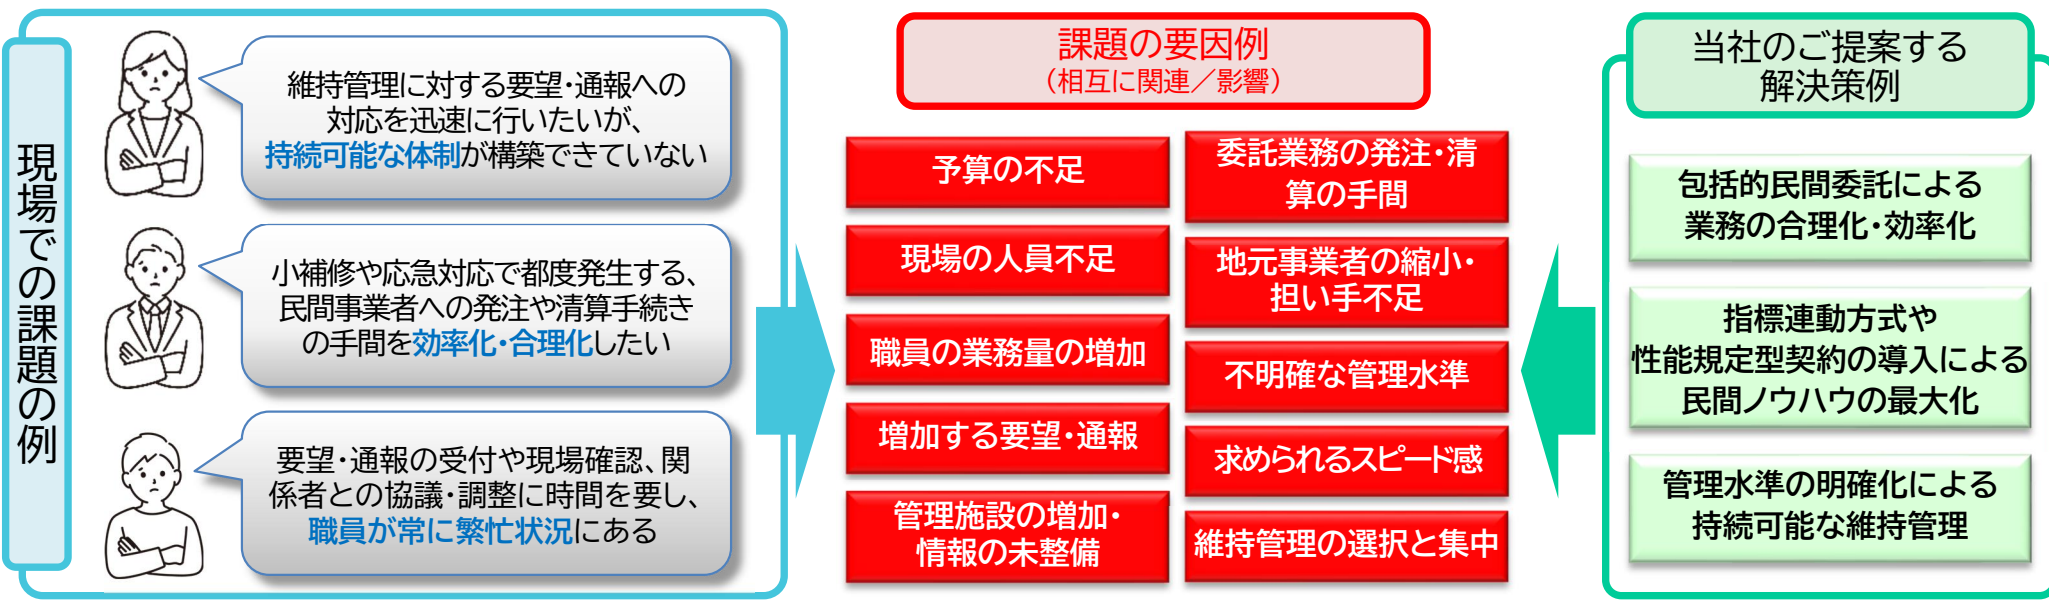 現場での課題の例
維持管理に対する要望・通報への
対応を迅速に行いたいが、
持続可能な体制が構築できていない
小補修や応急対応で都度発生する、
民間事業者への発注や清算手続き
の手間を効率化・合理化したい
要望・通報の受付や現場確認、関
係者との協議・調整に時間を要し、
職員が常に繁忙状況にある
課題の要因例
（相互に関連／影響）
予算の不足
現場の人員不足
職員の業務量の増加
増加する要望・通報
管理施設の増加・
情報の未整備
委託業務の発注・清
算の手間
地元事業者の縮小・
担い手不足
不明確な管理水準
求められるスピード感
維持管理の選択と集中
当社のご提案する
解決策例
包括的民間委託による
業務の合理化・効率化
指標連動方式や
性能規定型契約の導入による
民間ノウハウの最大化
管理水準の明確化による
持続可能な維持管理